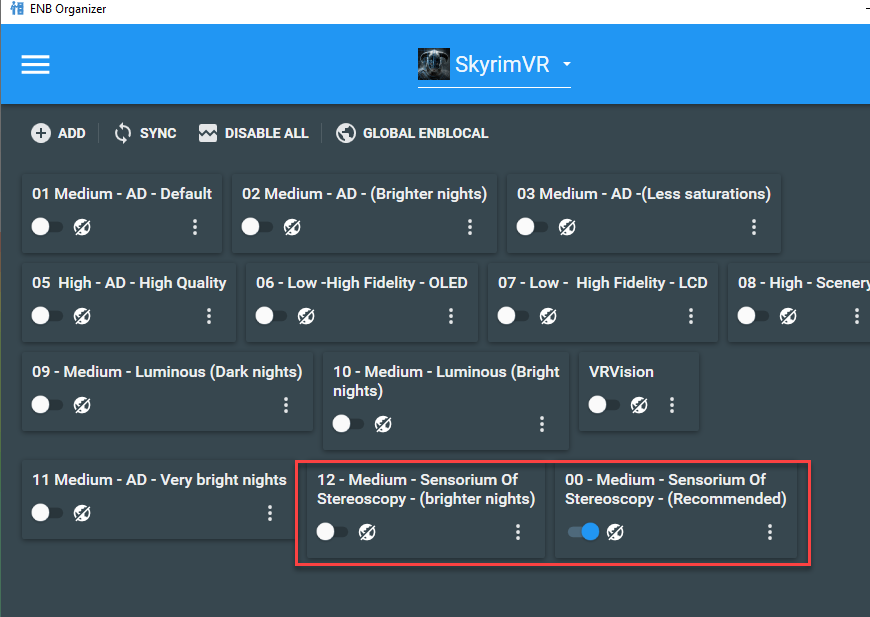 ENB Organizer
SkyrimVR
ADD
SYNC
DISABLE ALL
GLOBAL ENBLOCAL
01 Medium - AD - Default
02 Medium - AD - (Brighter nights)
03 Medium - AD -(Less saturations)
05  High - AD - High Quality
06 - Low -High Fidelity - OLED
07 - Low -  High Fidelity - LCD
08 - High - Scenery
09 - Medium - Luminous (Dark nights)
10 - Medium - Luminous (Bright
nights)
VRVision
11 Medium - AD - Very bright nights
12 - Medium - Sensorium Of
Stereoscopy - (brighter nights)
00 - Medium - Sensorium Of
Stereoscopy - (Recommended)